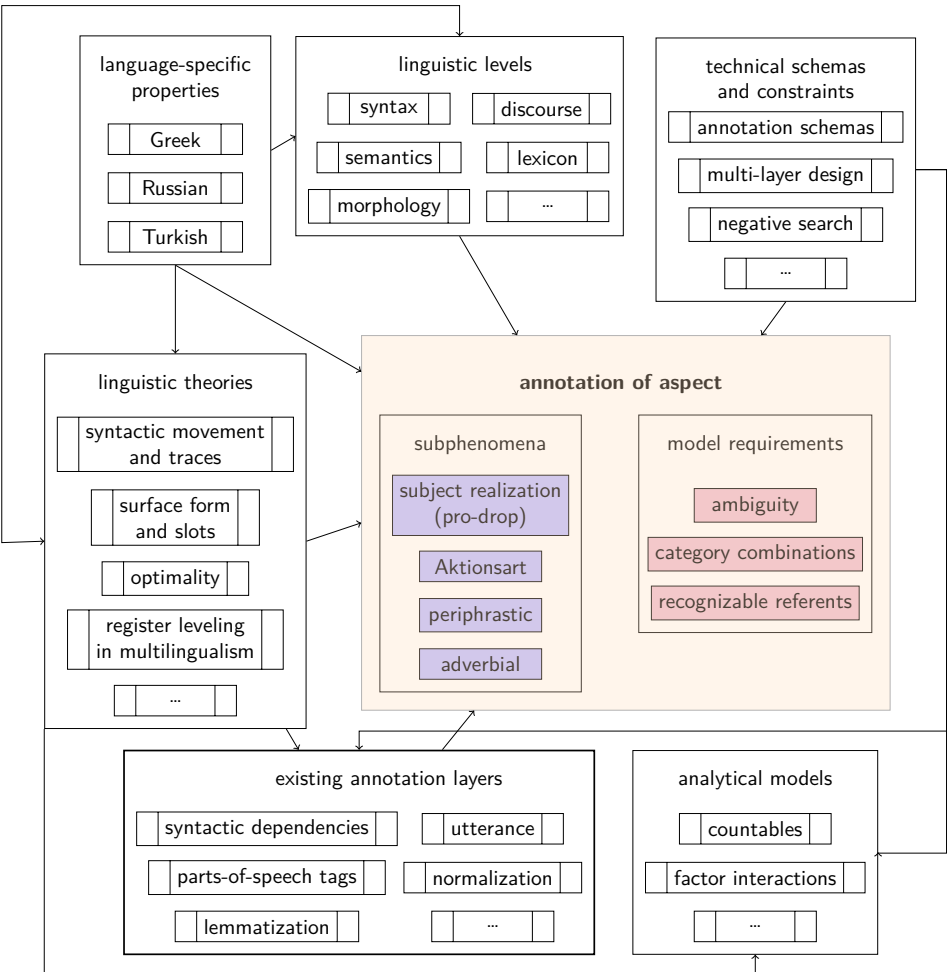 language-specific
properties
Greek
Russian
Turkish
linguistic levels
syntax
discourse
semantics
lexicon
morphology
...
technical schemas
and constraints
annotation schemas
multi-layer design
negative search
...
linguistic theories
syntactic movement
and traces
surface form
and slots
optimality
register leveling
in multilingualism
...
annotation of aspect
subphenomena
subject realization
(pro-drop)
Aktionsart
periphrastic
adverbial
model requirements
ambiguity
category combinations
recognizable referents
existing annotation layers
syntactic dependencies
utterance
parts-of-speech tags
normalization
lemmatization
...
analytical models
countables
factor interactions
...